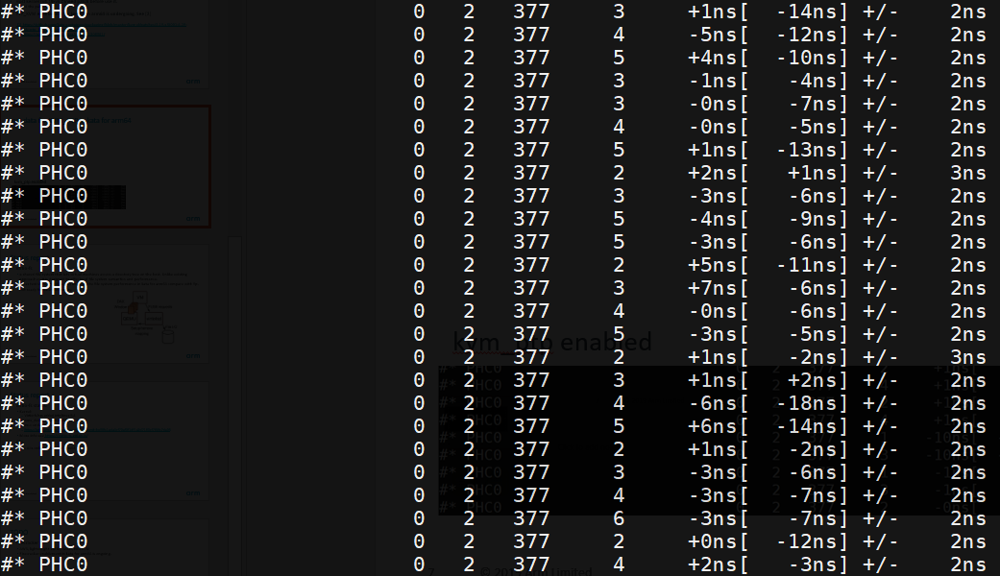 #* PHC0 0 2 377 3 +1ns[ -14ns] +/- 2ns
#* PHC0 0 2 377 4 -5ns[ -12ns] +/- 2ns
#* PHC0 0 2 377 5 +4ns[ -10ns] +/- 2ns
#* PHC0 0 2 377 3 -1ns[ -4ns] +/- 2ns
#* PHC0 0 2 377 3 -0ns[ -7ns] +/- 2ns
#* PHC0 0 2 377 4 -0ns[ -5ns] +/- 2ns
#* PHC0 0 2 377 5 +1ns[ -13ns] +/- 2ns
#* PHC0 0 2 377 2 +2ns[ +1ns] +/- 3ns
#* PHC0 0 2 377 3 -3ns[ -6ns] +/- 2ns
#* PHC0 0 2 377 5 -4ns[ -9ns] +/- 2ns
#* PHC0 0 2 377 5 -3ns[ -6ns] +/- 2ns
#* PHC0 0 2 377 2 +5ns[ -11ns] +/- 2ns
#* PHC0 0 2 377 3 +7ns[ -6ns] +/- 2ns
#* PHC0 0 2 377 4 -0ns[ -6ns] +/- 2ns
#* PHC0 0 2 377 5 -3ns[ -5ns] +/- 2ns
kvm_ptp enabled
#* PHC0 0 2 377 2 +1ns[ -2ns] +/- 3ns
#* PHC0 0 2 377 3 +1ns[ +2ns] +/- 2ns
#* PHC0 0 2 377 4 -6ns[ -18ns] +/- 2ns
#* PHC0 0 2 377 5 +6ns[ -14ns] +/- 2ns
#* PHC0 0 2 377 2 +1ns[ -2ns] +/- 2ns
#* PHC0 0 2 377 3 -3ns[ -6ns] +/- 2ns
#* PHC0 0 2 377 4 -3ns[ -7ns] +/- 2ns
#* PHC0 0 2 377 6 -3ns[ -7ns] +/- 2ns
#* PHC0 0 2 377 2 +0ns[ -12ns] +/- 2ns
#* PHC0 0 2 377 4 +2ns[ -3ns] +/- 2ns